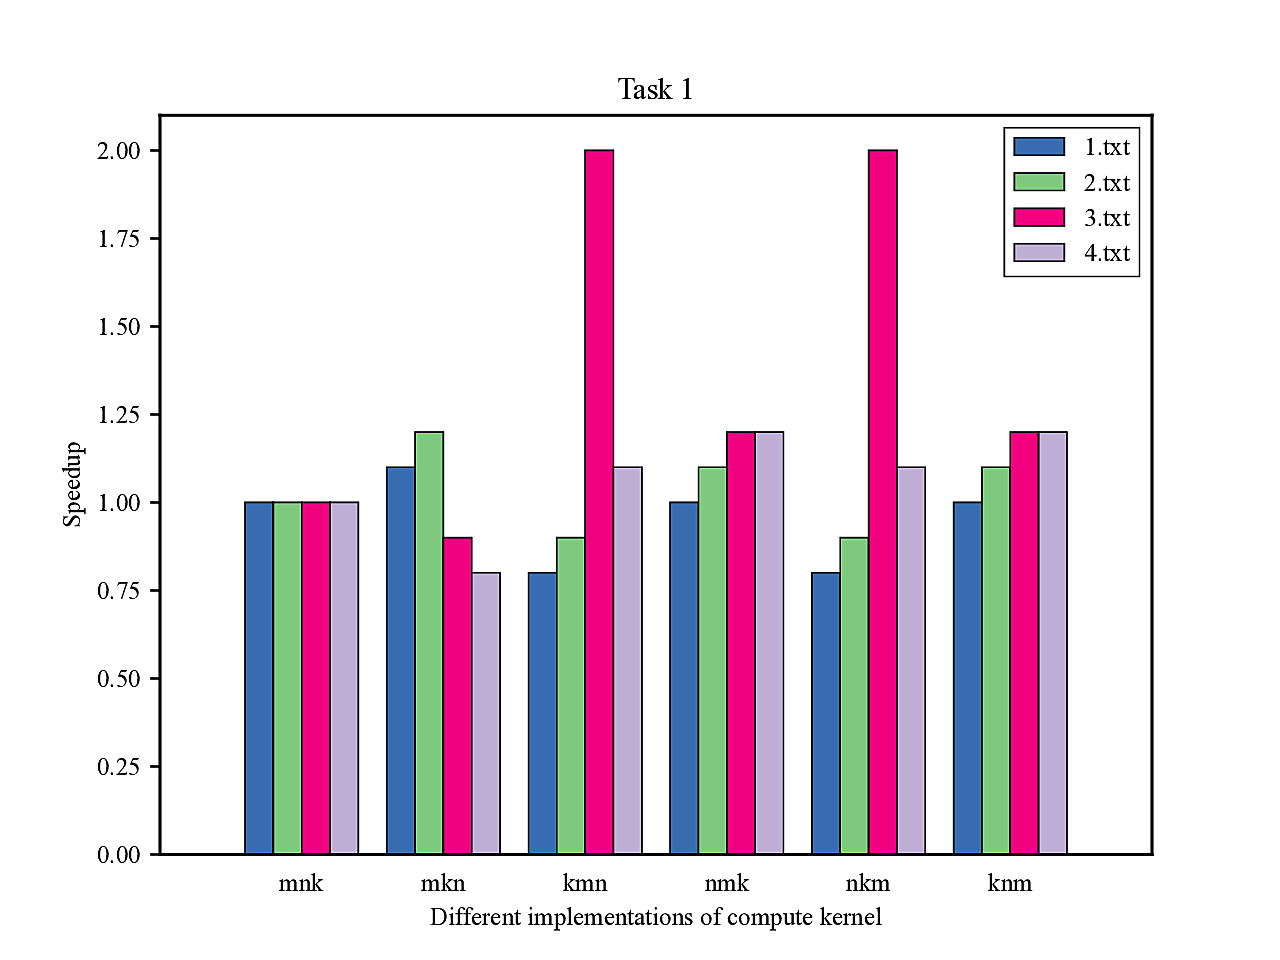 Task 1
1.txt
2.txt
3.txt
4.txt
Speedup
2.00
1.75
1.50
1.25
1.00
0.75
0.50
0.25
0.00
mnk mkn kmn nmk nkm knm
Different implementations of compute kernel